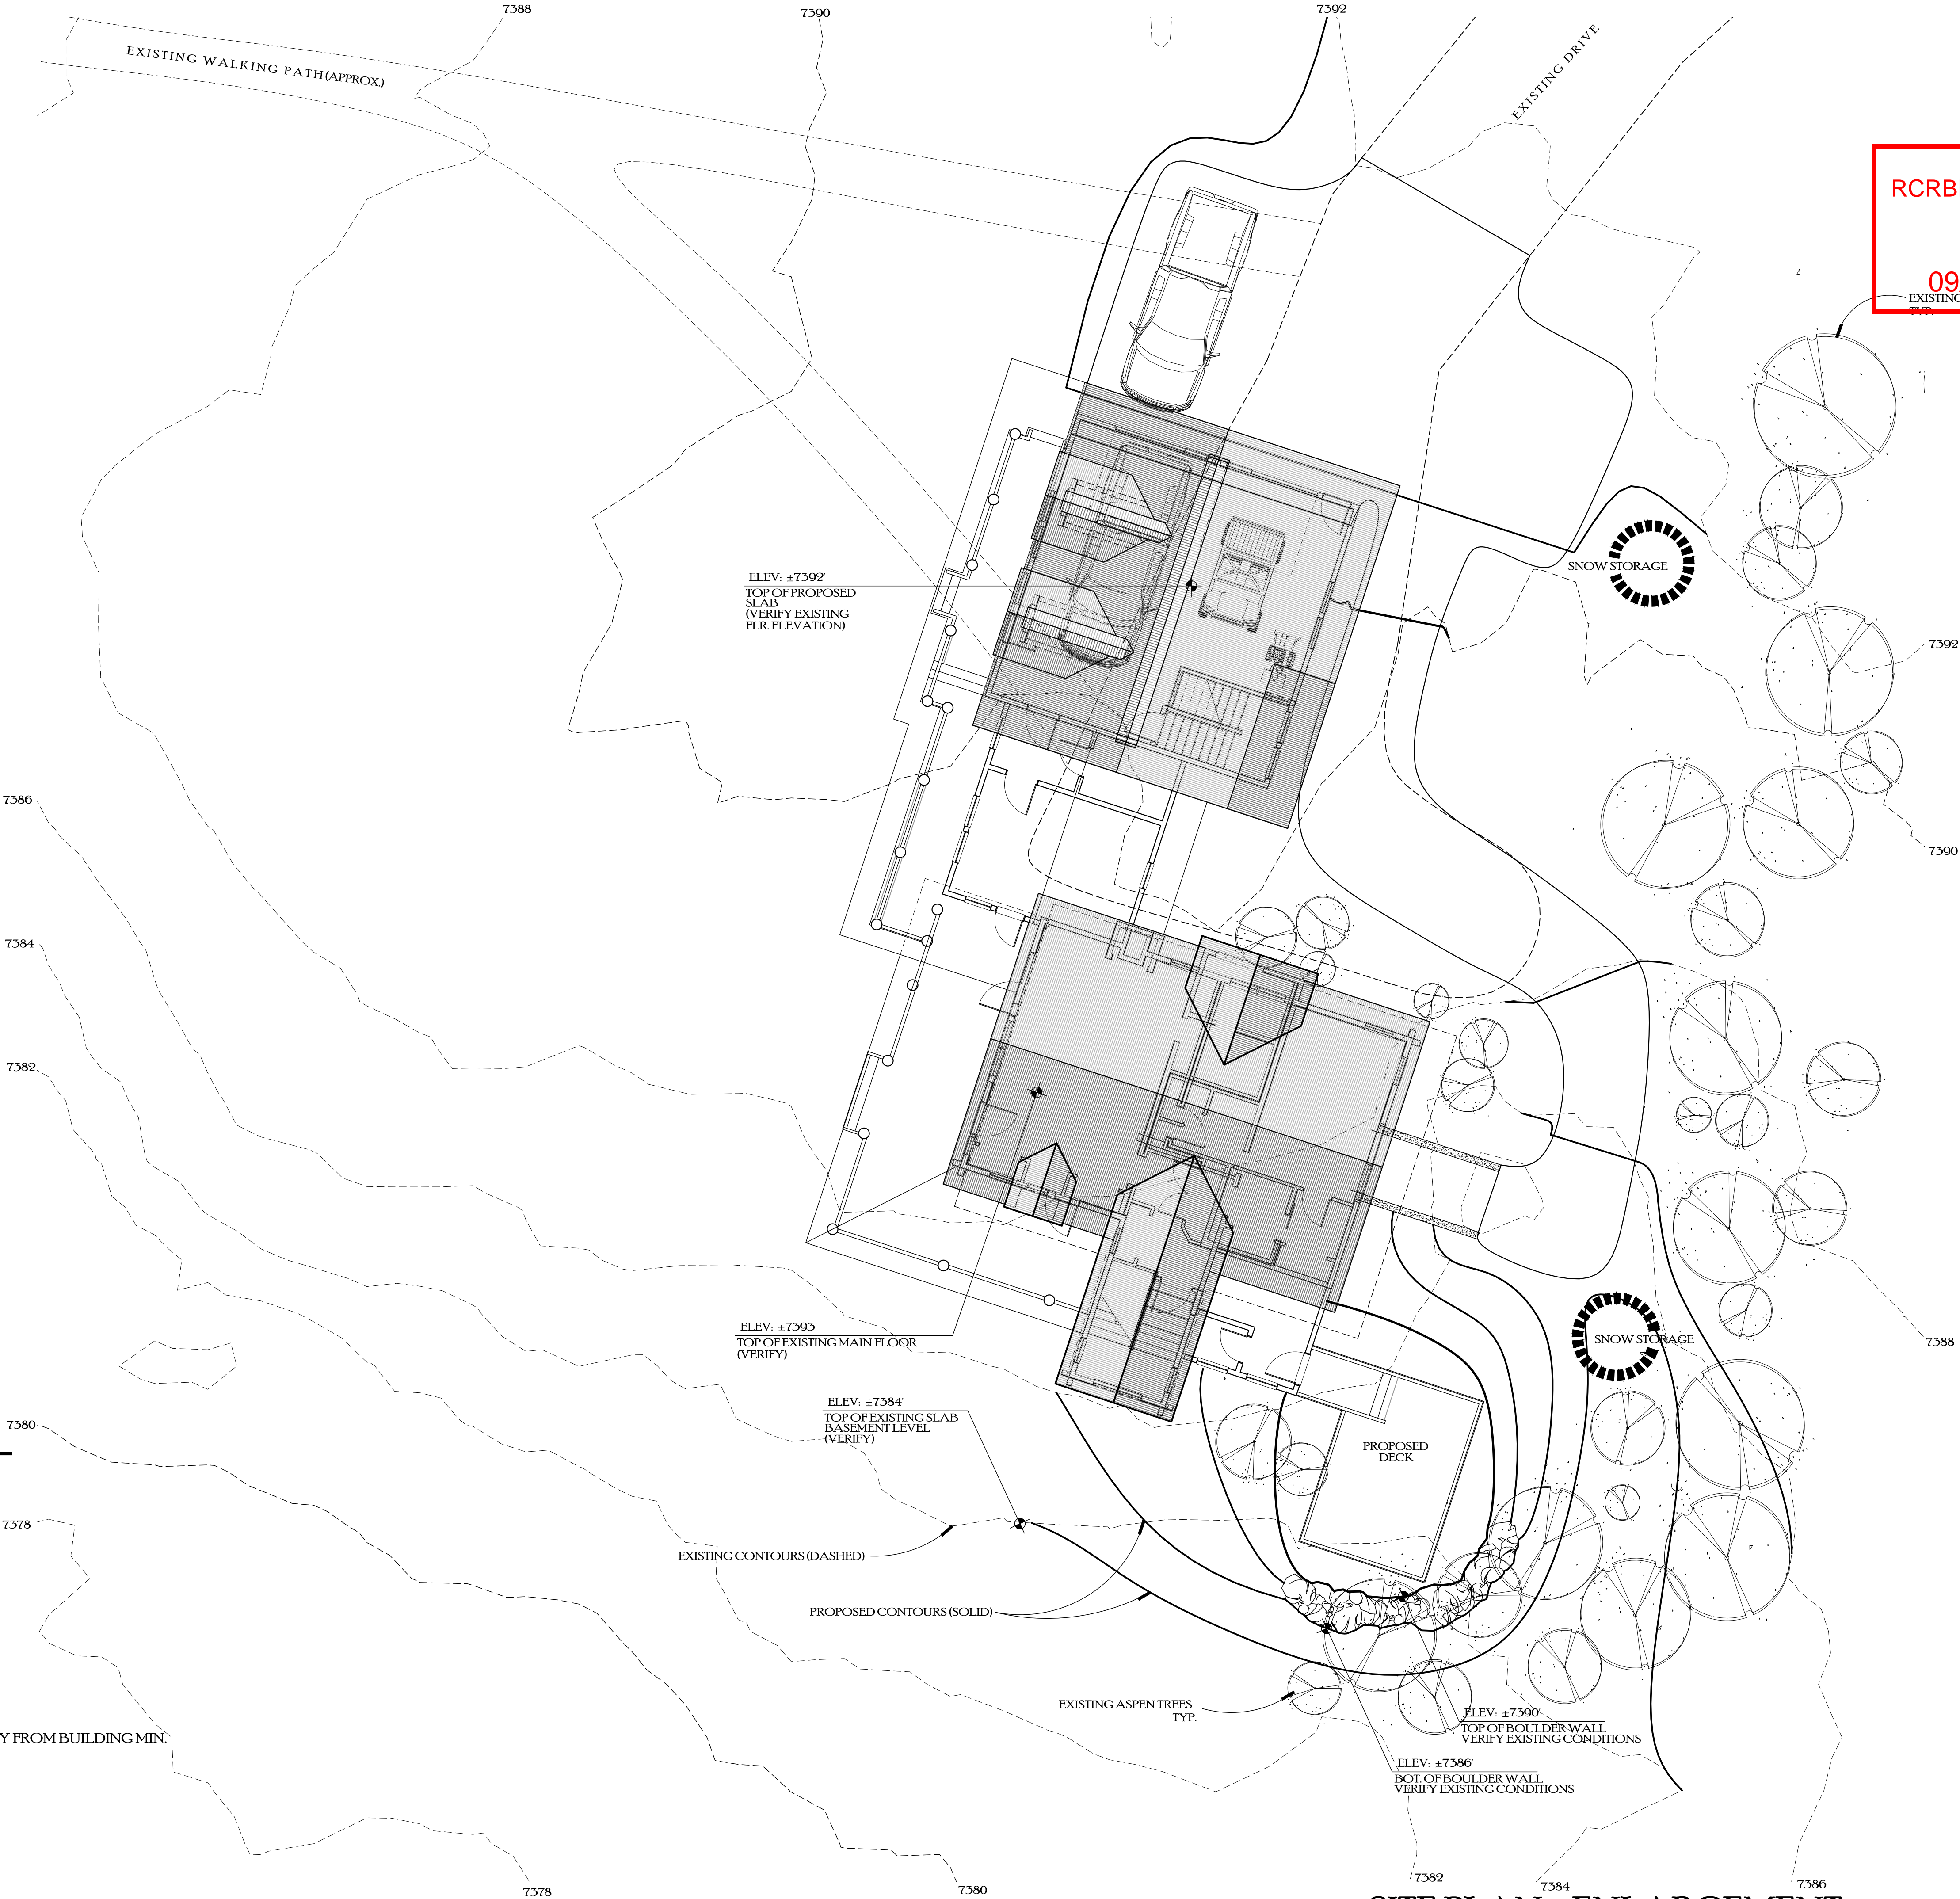 7388
7390
7392
EXISTING WALKING PATH (APPROX.)
EXISTING DRIVE
09
EXISTING
TYP.
ELEV: ±7392'
TOP OF PROPOSED
SLAB
(VERIFY EXISTING
FLR. ELEVATION)
SNOW STORAGE
7392
7386
7390
7384
7382
ELEV: ±7393'
TOP OF EXISTING MAIN FLOOR
(VERIFY)
SNOW STORAGE
7388
ELEV: ±7384'
TOP OF EXISTING SLAB
BASEMENT LEVEL
(VERIFY)
7380
PROPOSED
DECK
7378
EXISTING CONTOURS (DASHED)
PROPOSED CONTOURS (SOLID)
EXISTING ASPEN TREES
TYP.
ELEV: ±7390'
TOP OF BOULDER WALL
VERIFY EXISTING CONDITIONS
Y FROM BUILDING MIN.
ELEV: ±7386'
BOT. OF BOULDER WALL
VERIFY EXISTING CONDITIONS
7378
7380
7382
7384
7386
SITE PLAN - ENLARGEMENT